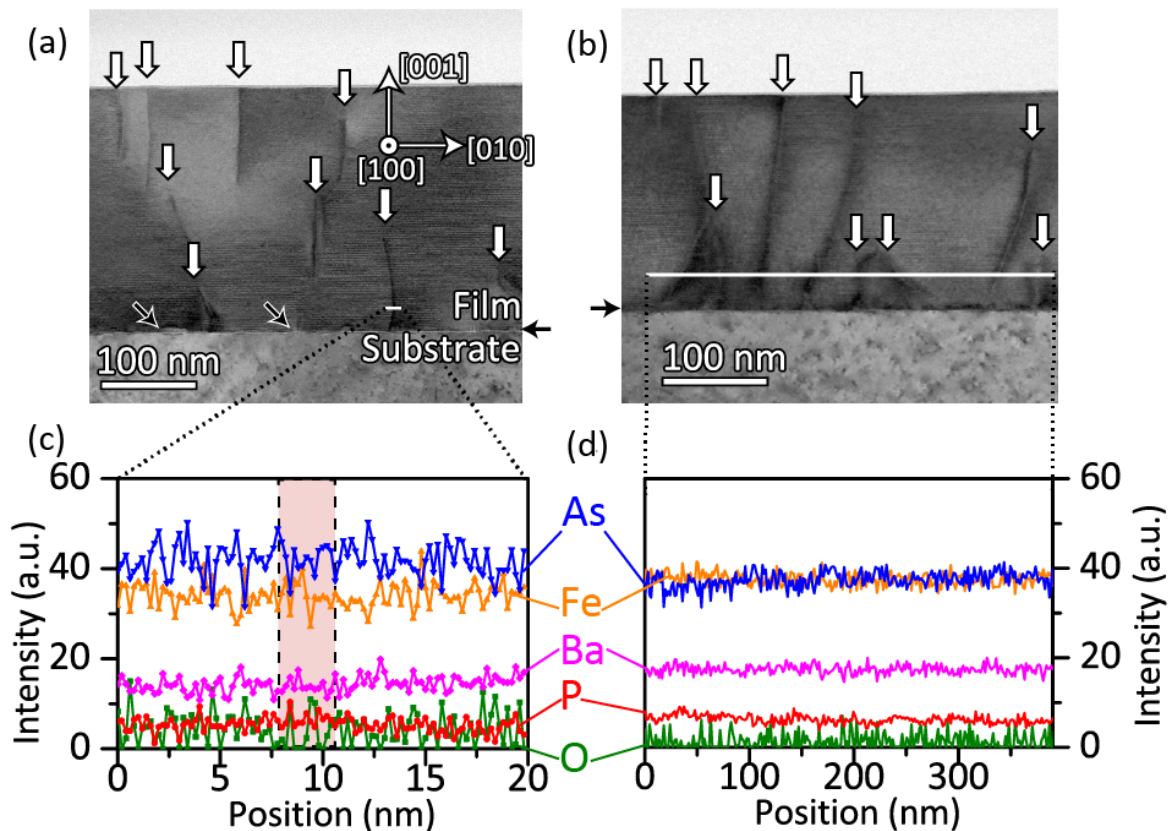 (a)
[001]
[100]
[010]
Film
Substrate
100 nm
(b)
100 nm
(c)
60
40
20
0
Intensity (a.u.)
0 5 10 15 20
Position (nm)
As
Fe
Ba
P
O
(d)
60
40
20
0
Intensity (a.u.)
0 100 200 300
Position (nm)